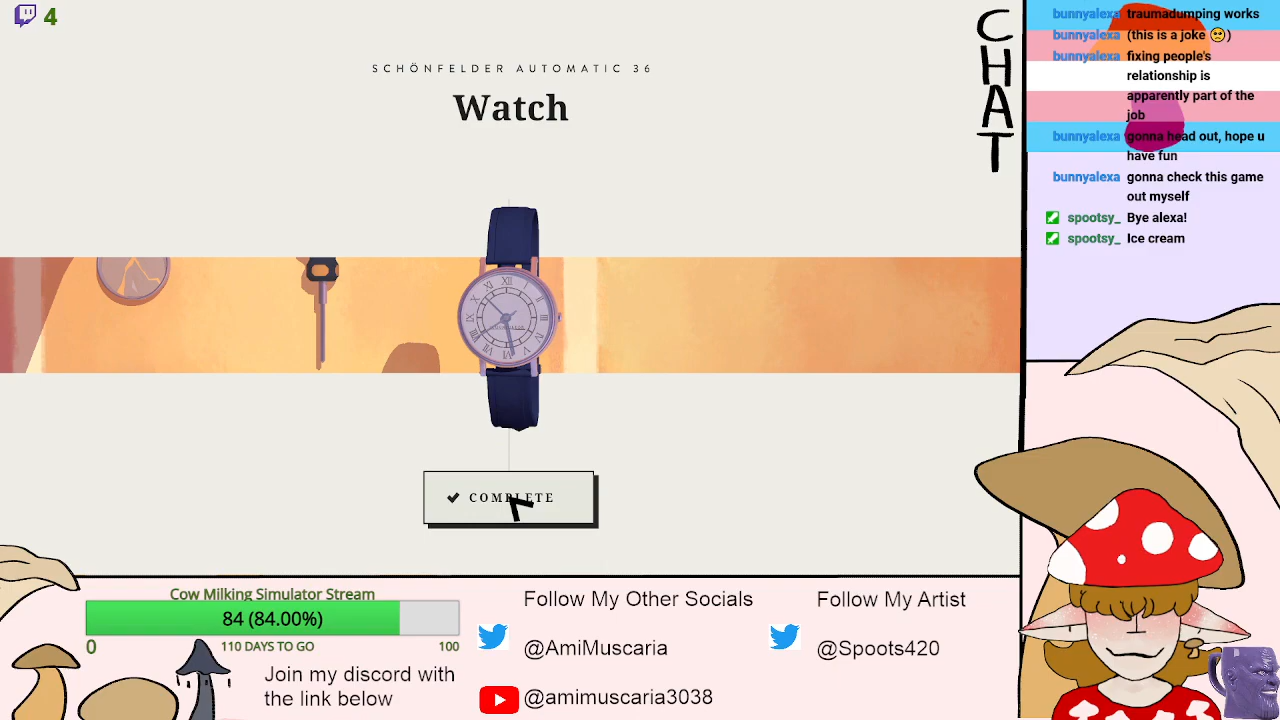 4
SCHÖNFELDER AUTOMATIC 36
Watch
COMPLETE
CHAT
bunnyalexa traumadumping works
bunnyalexa (this is a joke 🥺)
bunnyalexa fixing people's
relationship is
apparently part of the
job
bunnyalexa gonna head out, hope u
have fun
bunnyalexa gonna check this game
out myself
spootsy_ Bye alexa!
spootsy_ Ice cream
Cow Milking Simulator Stream
84 (84.00%)
0 110 DAYS TO GO 100
Join my discord with
the link below
Follow My Other Socials
@AmiMuscaria
@amimuscaria3038
Follow My Artist
@Spoots420